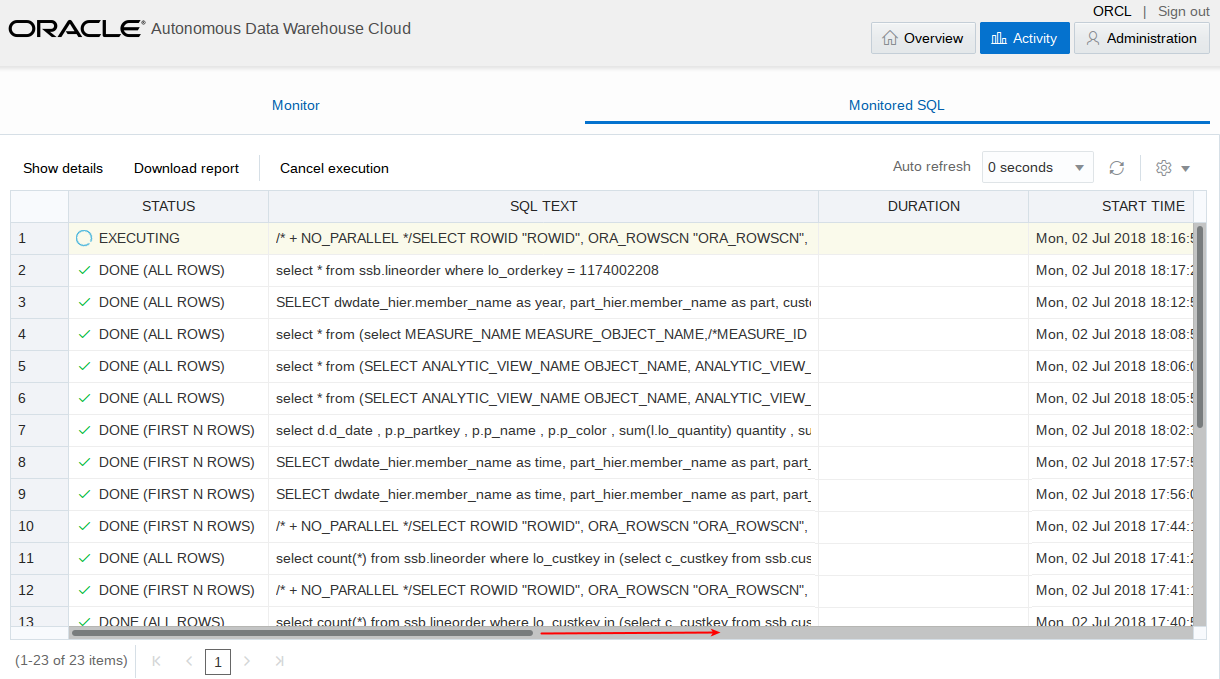 ORCL | Sign out
ORACLE® Autonomous Data Warehouse Cloud
Overview Activity Administration
Monitor Monitored SQL
Show details Download report Cancel execution Auto refresh 0 seconds
STATUS SQL TEXT DURATION START TIME
1 EXECUTING /* + NO_PARALLEL */SELECT ROWID "ROWID", ORA_ROWSCN "ORA_ROWSCN", Mon, 02 Jul 2018 18:16:5
2 DONE (ALL ROWS) select * from ssb.lineorder where lo_orderkey = 1174002208 Mon, 02 Jul 2018 18:17:2
3 DONE (ALL ROWS) SELECT dwdate_hier.member_name as year, part_hier.member_name as part, custo Mon, 02 Jul 2018 18:12:5
4 DONE (ALL ROWS) select * from (select MEASURE_NAME MEASURE_OBJECT_NAME,/*MEASURE_ID Mon, 02 Jul 2018 18:08:5
5 DONE (ALL ROWS) select * from (SELECT ANALYTIC_VIEW_NAME OBJECT_NAME, ANALYTIC_VIEW_ Mon, 02 Jul 2018 18:06:0
6 DONE (ALL ROWS) select * from (SELECT ANALYTIC_VIEW_NAME OBJECT_NAME, ANALYTIC_VIEW_ Mon, 02 Jul 2018 18:05:5
7 DONE (FIRST N ROWS) select d.d_date , p.p_partkey , p.p_name , p.p_color , sum(l.lo_quantity) quantity , su Mon, 02 Jul 2018 18:02:3
8 DONE (FIRST N ROWS) SELECT dwdate_hier.member_name as time, part_hier.member_name as part, part_ Mon, 02 Jul 2018 17:57:5
9 DONE (FIRST N ROWS) SELECT dwdate_hier.member_name as time, part_hier.member_name as part, part_ Mon, 02 Jul 2018 17:56:0
10 DONE (FIRST N ROWS) /* + NO_PARALLEL */SELECT ROWID "ROWID", ORA_ROWSCN "ORA_ROWSCN", Mon, 02 Jul 2018 17:44:1
11 DONE (ALL ROWS) select count(*) from ssb.lineorder where lo_custkey in (select c_custkey from ssb.cus Mon, 02 Jul 2018 17:41:2
12 DONE (FIRST N ROWS) /* + NO_PARALLEL */SELECT ROWID "ROWID", ORA_ROWSCN "ORA_ROWSCN", Mon, 02 Jul 2018 17:41:1
13 DONE (ALL ROWS) select count(*) from ssb.lineorder where lo_custkey in (select c_custkey from ssb.cus Mon, 02 Jul 2018 17:40:5
(1-23 of 23 items) 1